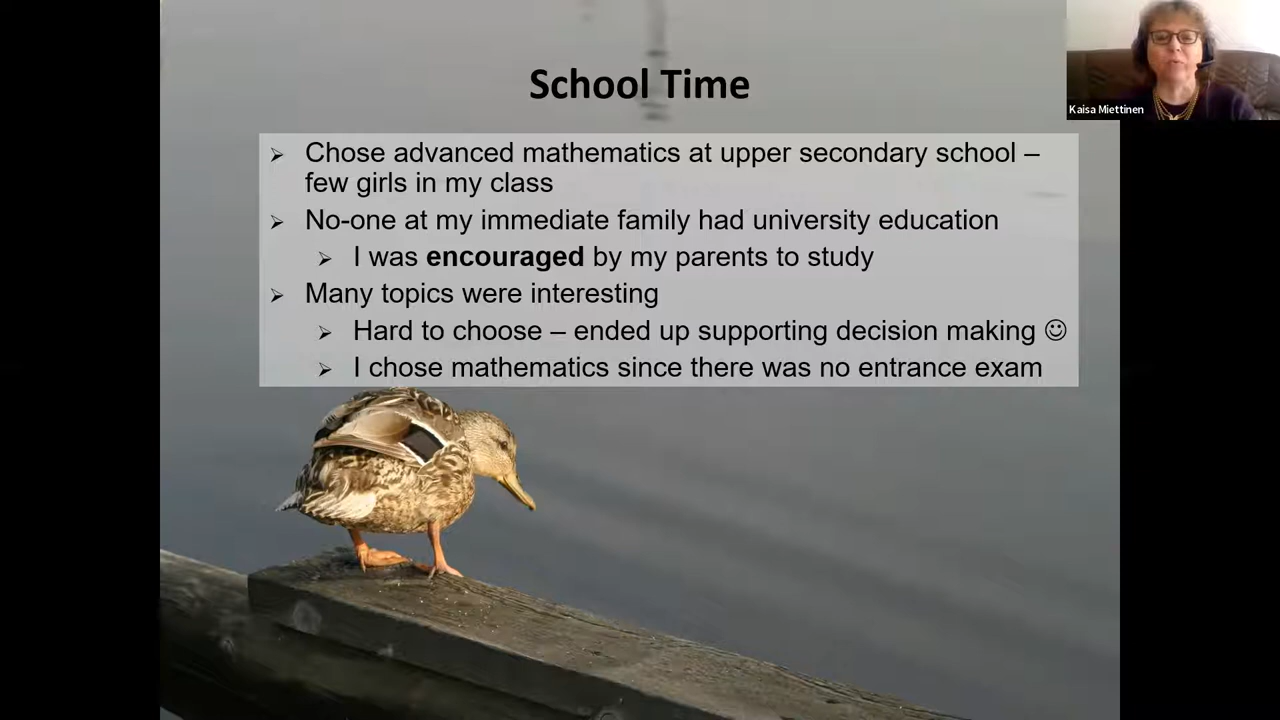 School Time
Kaisa Miettinen
➢ Chose advanced mathematics at upper secondary school –
few girls in my class
➢ No-one at my immediate family had university education
➢ I was encouraged by my parents to study
➢ Many topics were interesting
➢ Hard to choose – ended up supporting decision making ☺
➢ I chose mathematics since there was no entrance exam